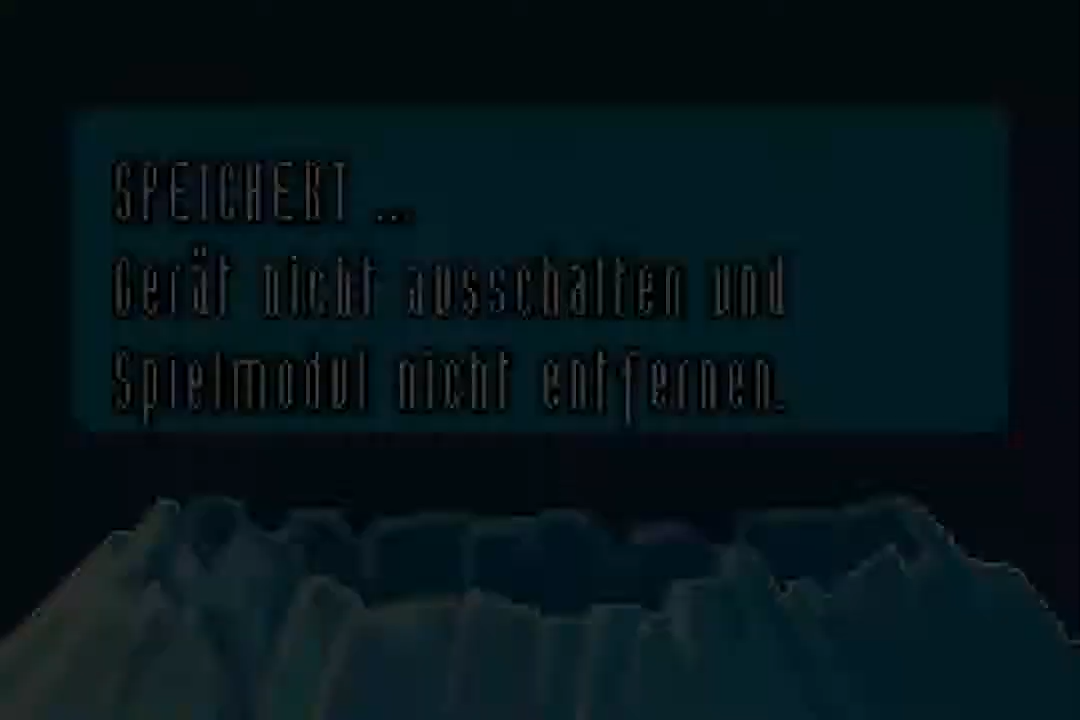 SPEICHERT ...
Gerät nicht ausschalten und
Spielmodul nicht entfernen.